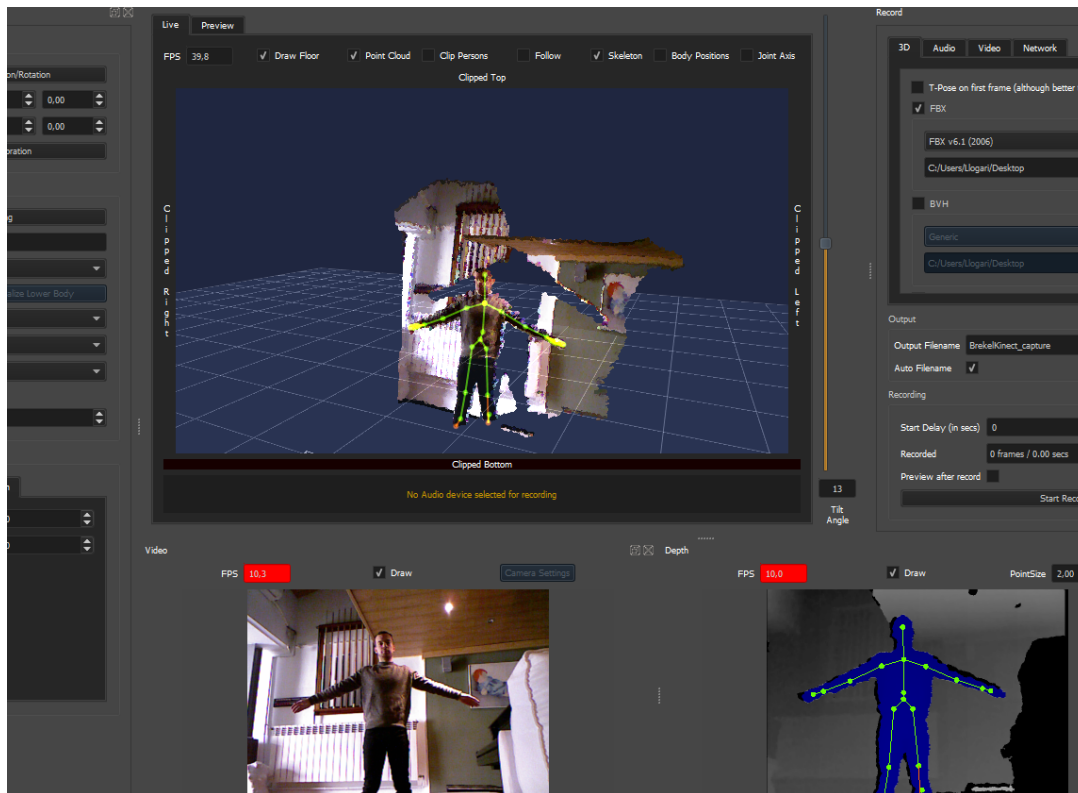 on/Rotation
0,00
0,00
oration
g
alize Lower Body
n
0
0
Live Preview
FPS 39,8 Draw Floor Point Cloud Clip Persons Follow Skeleton Body Positions Joint Axis
Clipped Top
Clipped Right
Clipped Left
Clipped Bottom
No Audio device selected for recording
13
Tilt
Angle
Record
3D Audio Video Network
T-Pose on first frame (although better
FBX
FBX v6.1 (2006)
C:/Users/Llogari/Desktop
BVH
Generic
C:/Users/Llogari/Desktop
Output
Output Filename BrekelKinect_capture
Auto Filename
Recording
Start Delay (in secs) 0
Recorded 0 frames / 0.00 secs
Preview after record
Start Reco
Video
FPS 10,3 Draw Camera Settings
Depth
FPS 10,0 Draw PointSize 2,00